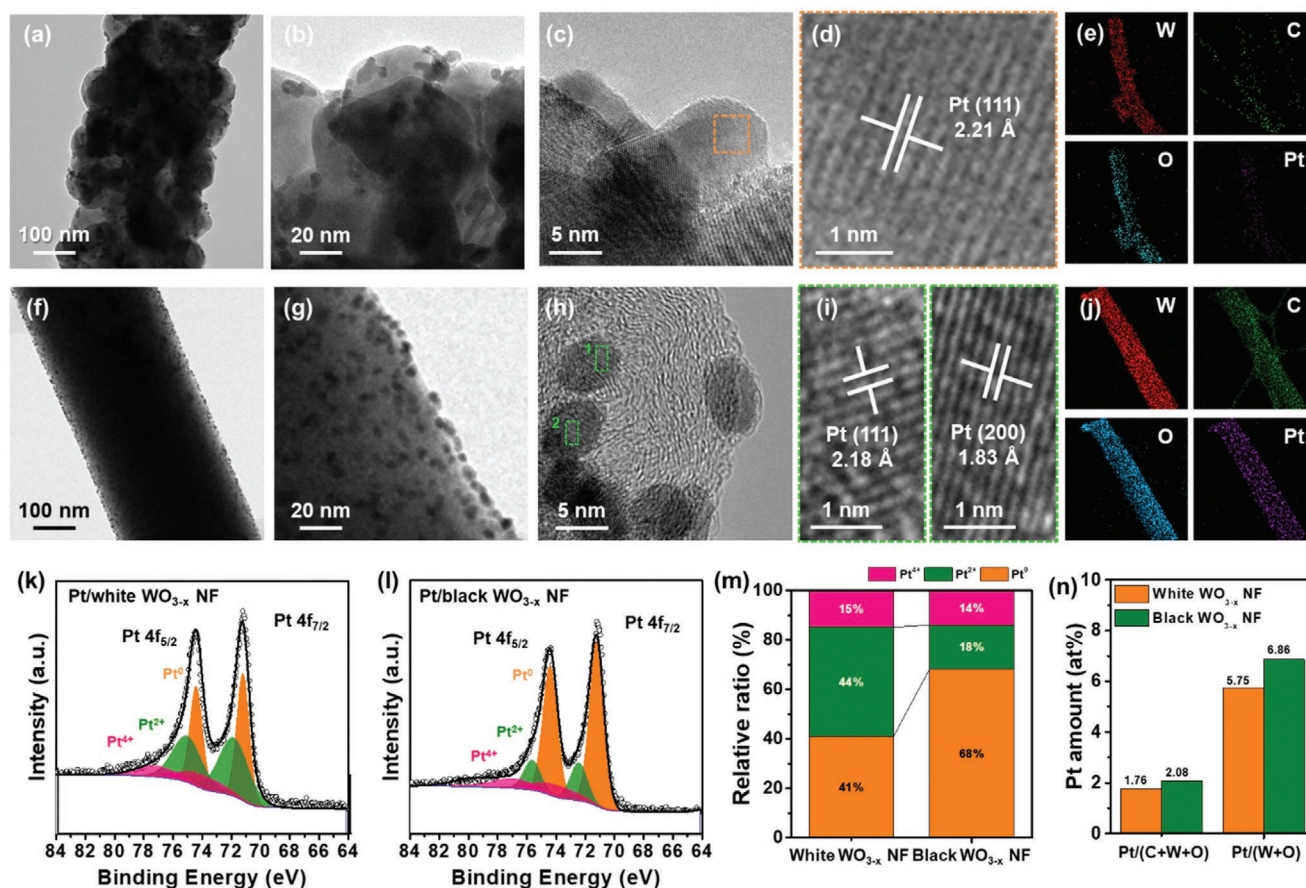 (a)
100 nm
(b)
20 nm
(c)
5 nm
(d)
Pt (111)
2.21 Å
1 nm
(e)
W
C
O
Pt
(f)
100 nm
(g)
20 nm
(h)
1
2
5 nm
(i)
Pt (111)
2.18 Å
1 nm
Pt (200)
1.83 Å
1 nm
(j)
W
C
O
Pt
(k)
Pt/white WO3-x NF
Pt 4f5/2
Pt 4f7/2
Pt0
Pt2+
Pt4+
Intensity (a.u.)
84 82 80 78 76 74 72 70 68 66 64
Binding Energy (eV)
(l)
Pt/black WO3-x NF
Pt 4f5/2
Pt 4f7/2
Pt0
Pt2+
Pt4+
Intensity (a.u.)
84 82 80 78 76 74 72 70 68 66 64
Binding Energy (eV)
(m)
Pt4+ Pt2+ Pt0
Relative ratio (%)
100
80
60
40
20
0
15%
44%
41%
14%
18%
68%
White WO3-x NF Black WO3-x NF
(n)
Pt amount (at%)
10
8
6
4
2
0
White WO3-x NF
Black WO3-x NF
1.76
2.08
5.75
6.86
Pt/(C+W+O) Pt/(W+O)